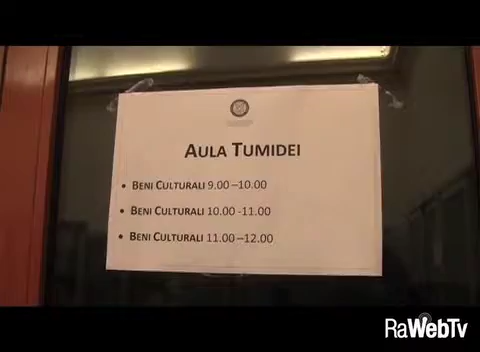 AULA TUMIDEI
• BENI CULTURALI 9.00 –10.00
• BENI CULTURALI 10.00 -11.00
• BENI CULTURALI 11.00 –12.00
RAWEBTV